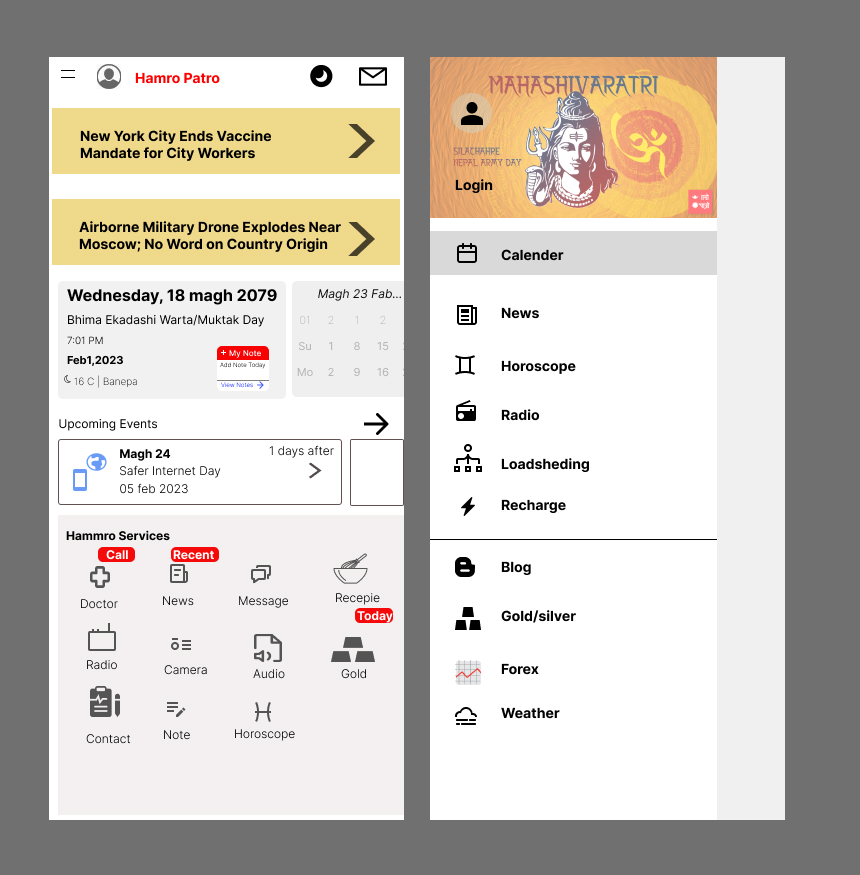 Hamro Patro
New York City Ends Vaccine
Mandate for City Workers
Airborne Military Drone Explodes Near
Moscow; No Word on Country Origin
Wednesday, 18 magh 2079
Bhima Ekadashi Warta/Muktak Day
7:01 PM
Feb1,2023
16 C | Banepa
+ My Note
Add Note Today
View Notes
Magh 23 Fab...
01 2 1 2
Su 1 8 15
Mo 2 9 16
Upcoming Events
Magh 24
1 days after
Safer Internet Day
05 feb 2023
Hammro Services
Call
Recent
Doctor
News
Message
Recepie
Today
Radio
Camera
Audio
Gold
Contact
Note
Horoscope
MAHASHIVARATRI
SILACHAHPE
NEPAL ARMY DAY
Login
Calender
News
Horoscope
Radio
Loadsheding
Recharge
Blog
Gold/silver
Forex
Weather